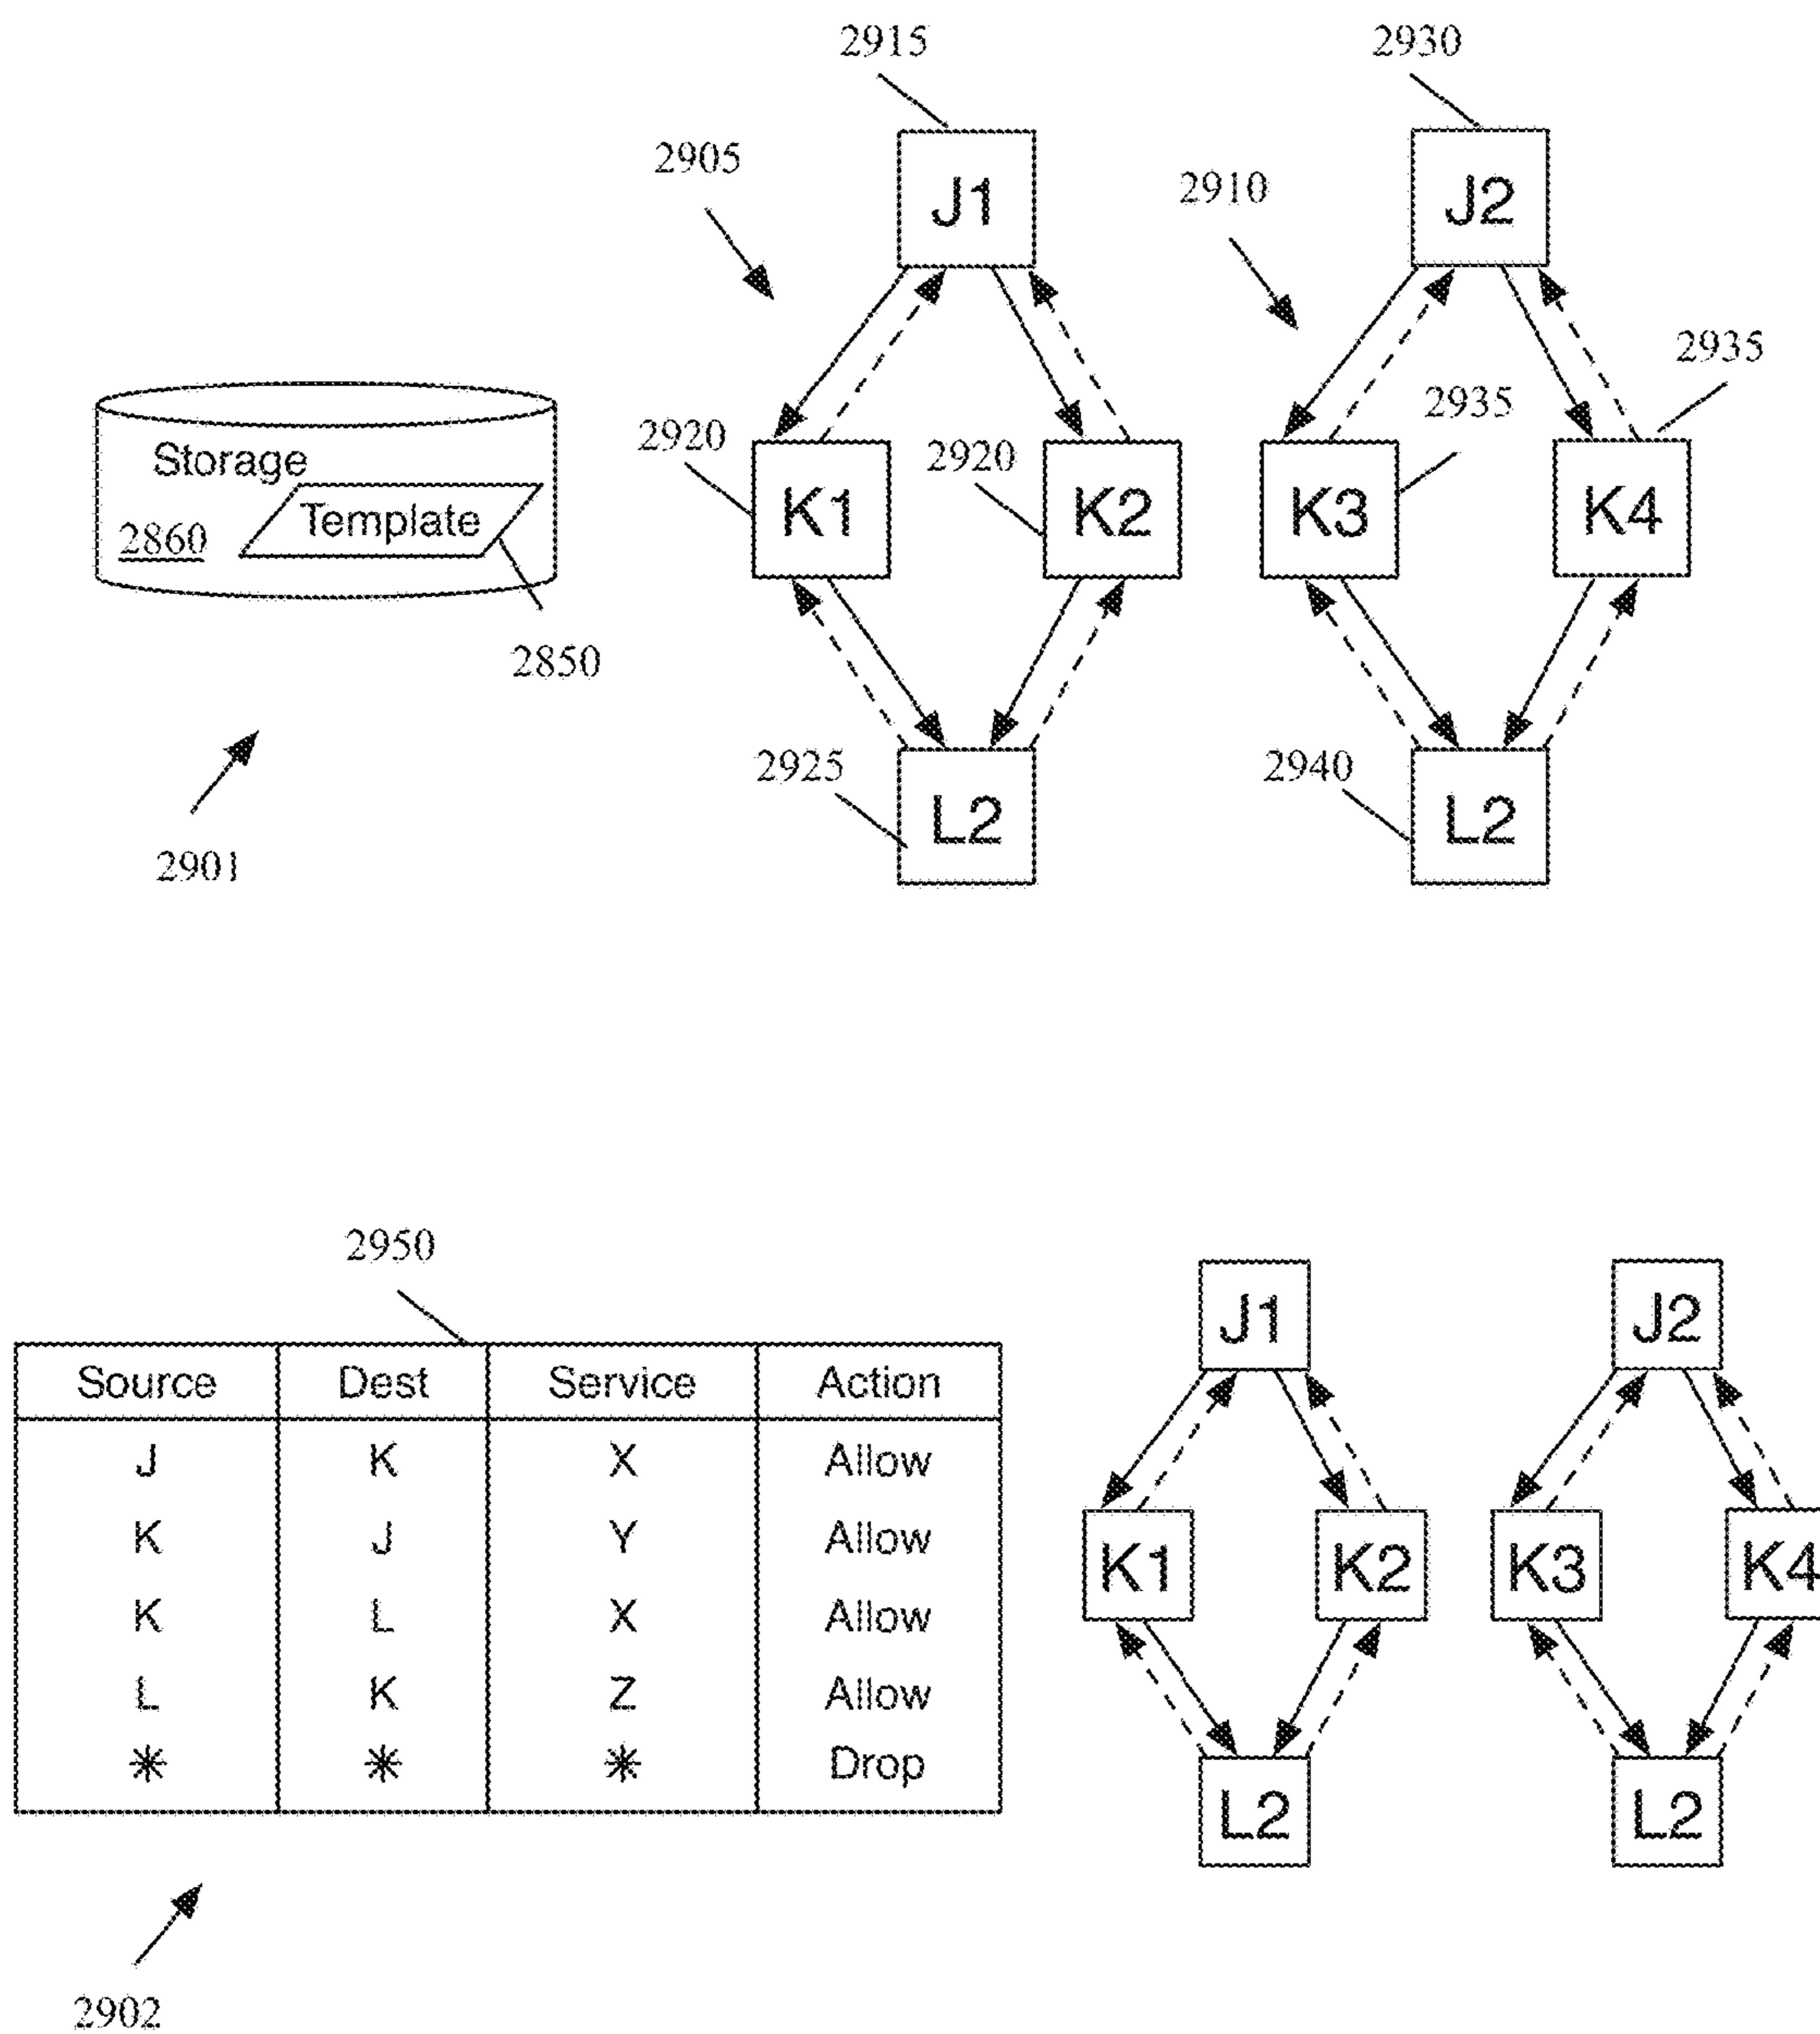 2915
2930
2905
J1
2910
J2
2935
2935
Storage
2920
2920
K1
K2
K3
K4
Template
2860
2850
2925
2940
L2
L2
2901
2950
Source Dest Service Action
J K X Allow
K J Y Allow
K L X Allow
L K Z Allow
* * * Drop
J1
J2
K1
K2
K3
K4
L2
L2
2902